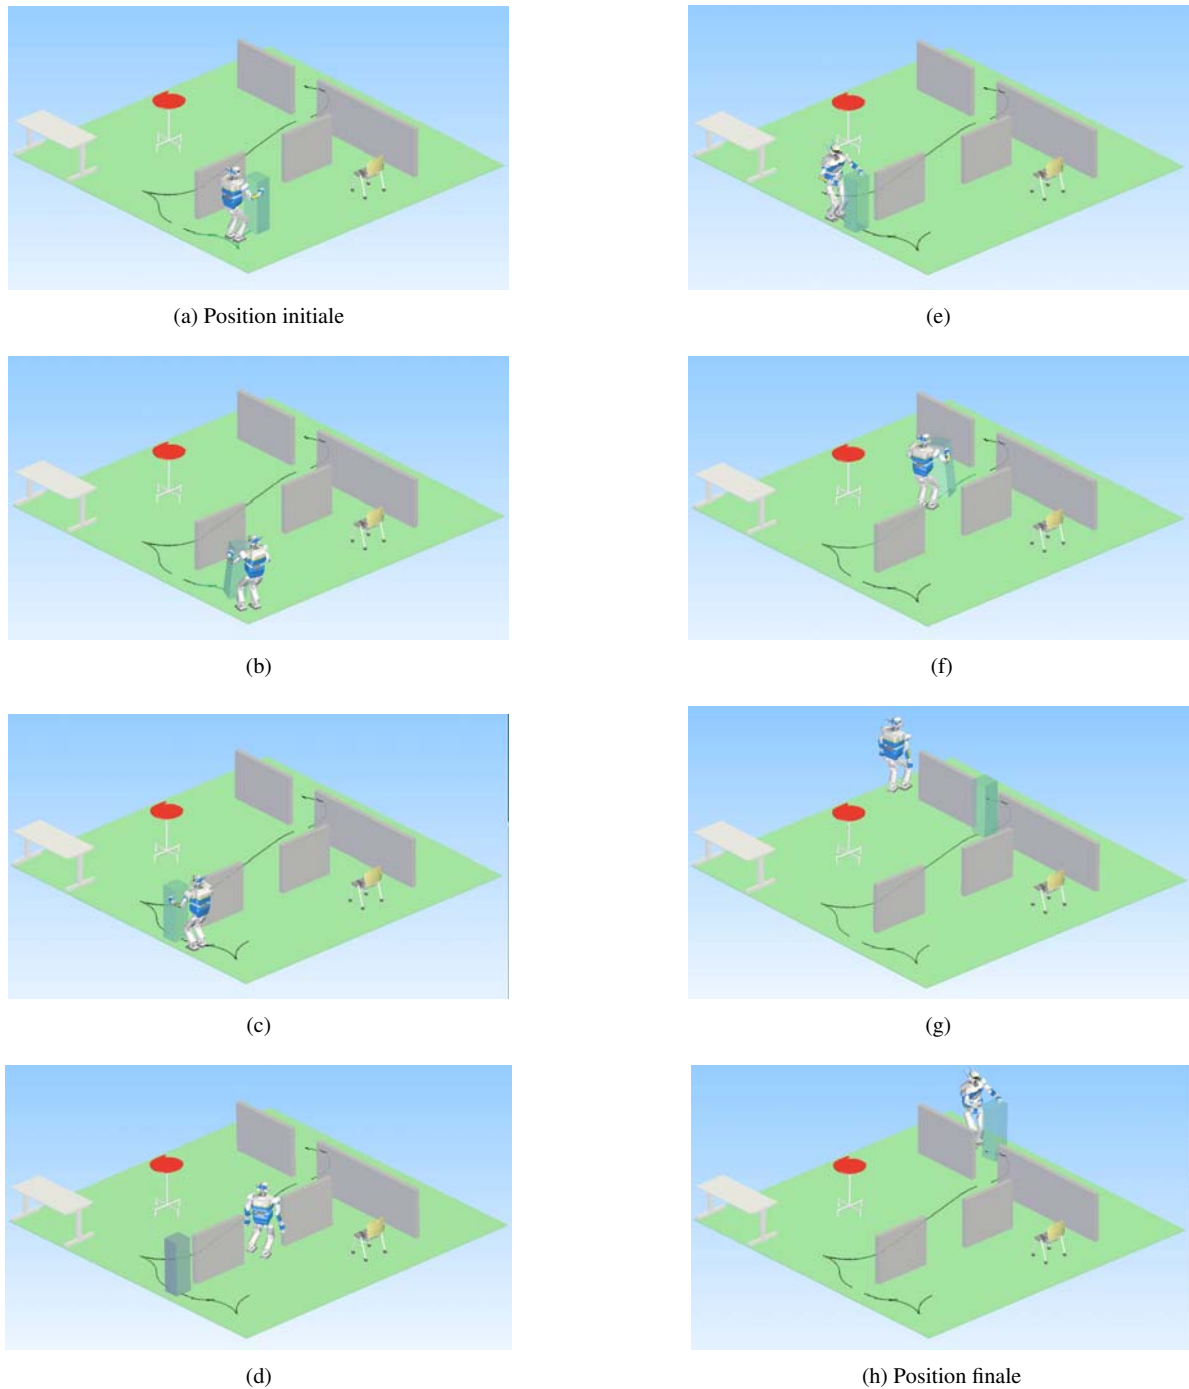 (a) Position initiale
(e)
(b)
(f)
(c)
(g)
(d)
(h) Position finale